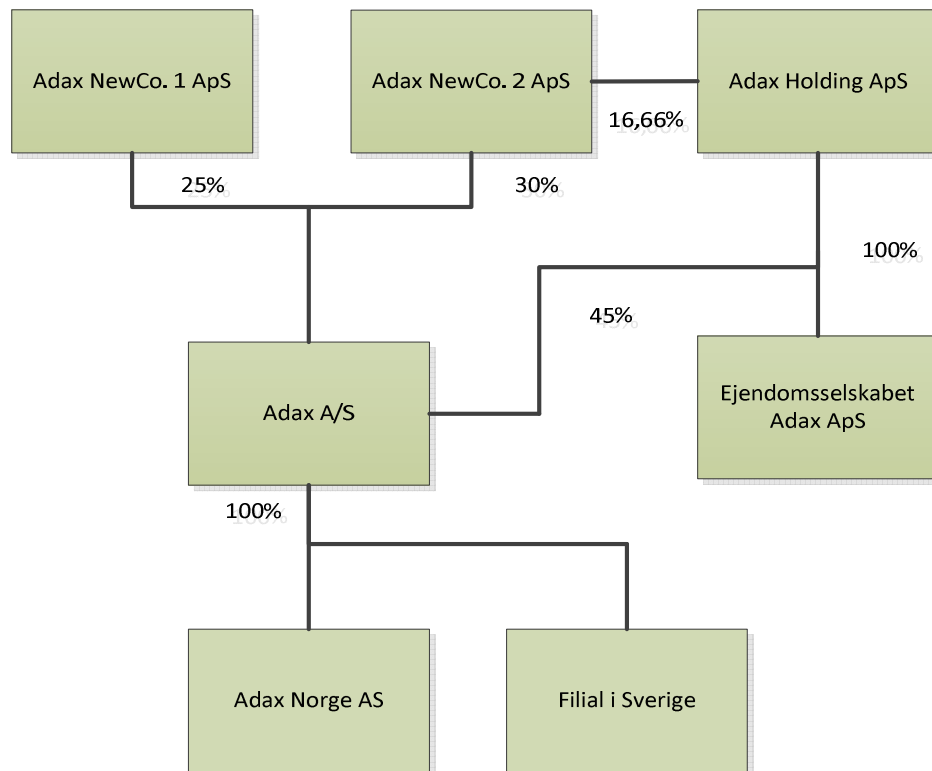 Adax NewCo. 1 ApS
Adax NewCo. 2 ApS
Adax Holding ApS
16,66%
25%
30%
100%
45%
Adax A/S
Ejendomsselskabet
Adax ApS
100%
Adax Norge AS
Filial i Sverige